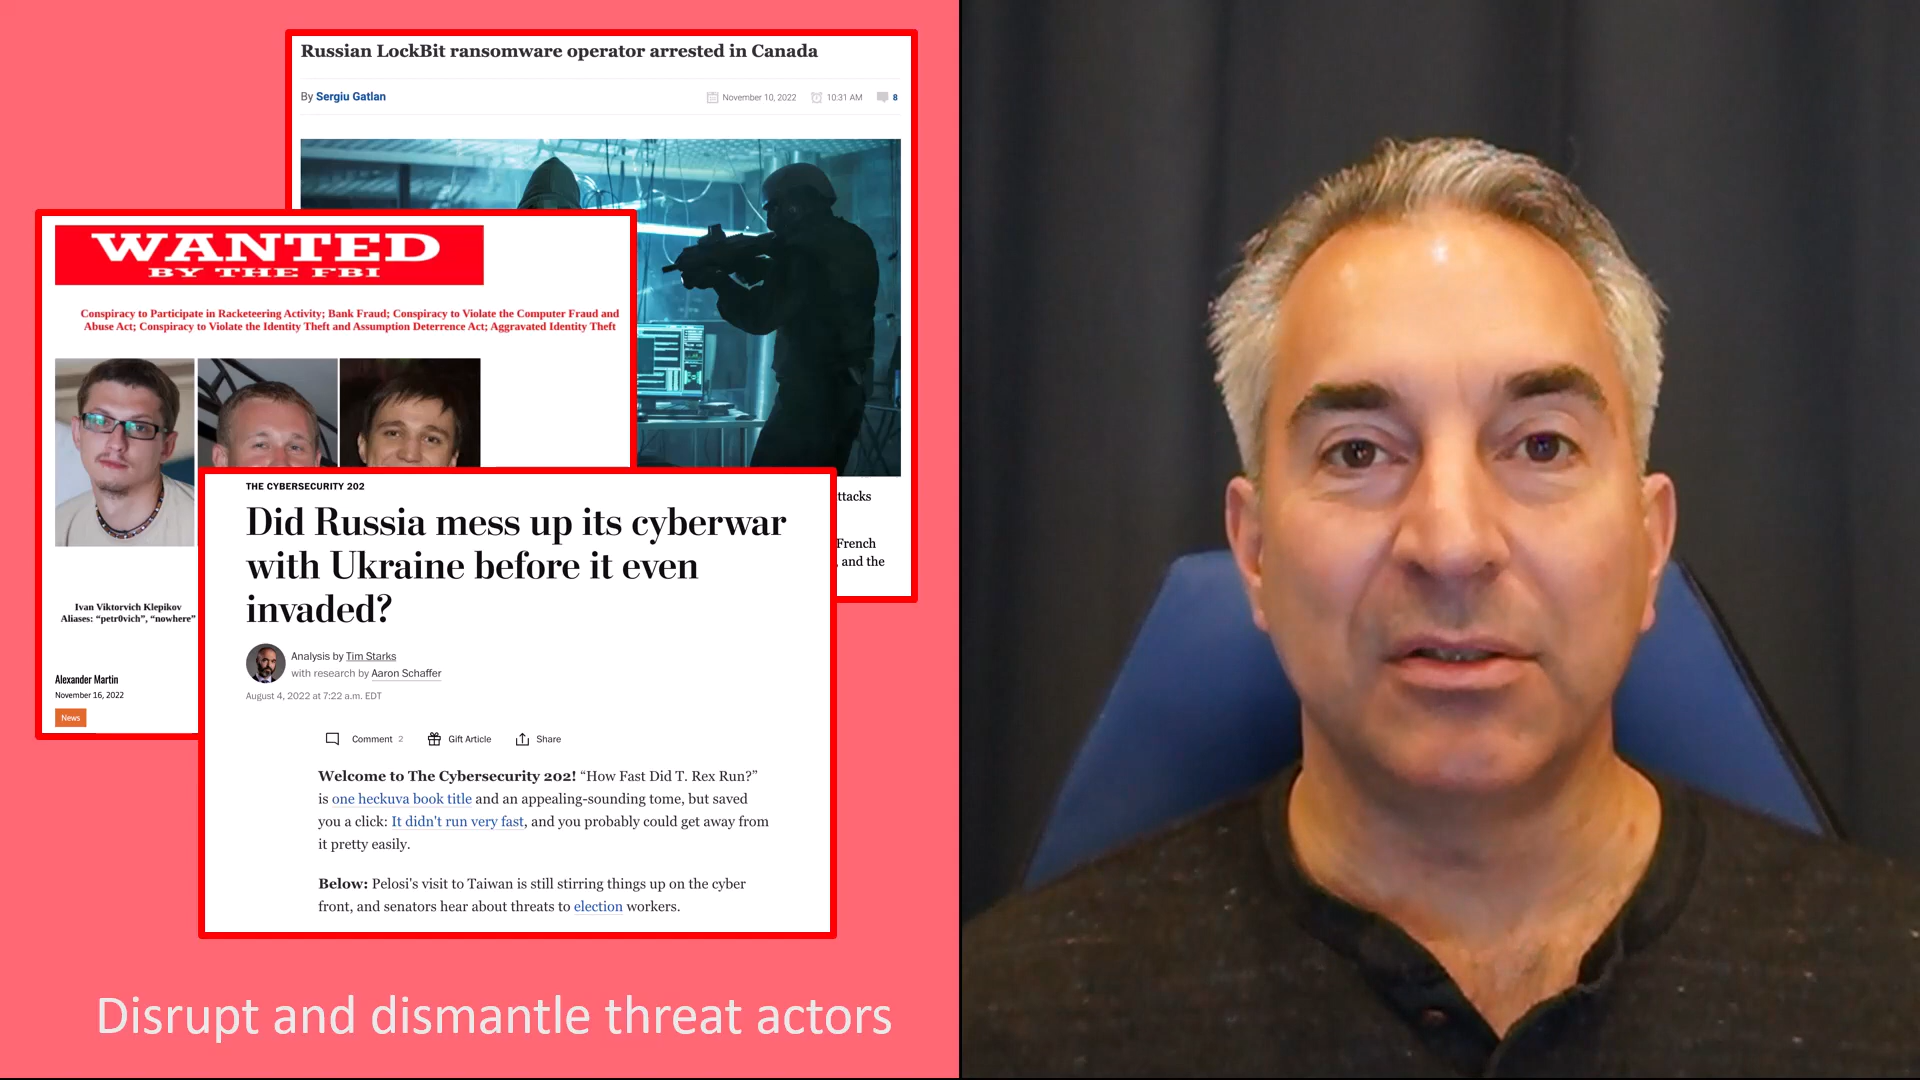 Russian LockBit ransomware operator arrested in Canada
By Sergiu Gatlan
November 10, 2022
10:31 AM
8
WANTED
BY THE FBI
Conspiracy to Participate in Racketeering Activity; Bank Fraud; Conspiracy to Violate the Computer Fraud and
Abuse Act; Conspiracy to Violate the Identity Theft and Assumption Deterrence Act; Aggravated Identity Theft
Ivan Viktorvich Klepikov
Aliases: “petr0vich”, “nowhere”
Alexander Martin
November 16, 2022
News
ttacks
French
and the
THE CYBERSECURITY 202
Did Russia mess up its cyberwar
with Ukraine before it even
invaded?
Analysis by Tim Starks
with research by Aaron Schaffer
August 4, 2022 at 7:22 a.m. EDT
Comment 2
Gift Article
Share
Welcome to The Cybersecurity 202! “How Fast Did T. Rex Run?”
is one heckuva book title and an appealing-sounding tome, but saved
you a click: It didn't run very fast, and you probably could get away from
it pretty easily.
Below: Pelosi's visit to Taiwan is still stirring things up on the cyber
front, and senators hear about threats to election workers.
Disrupt and dismantle threat actors